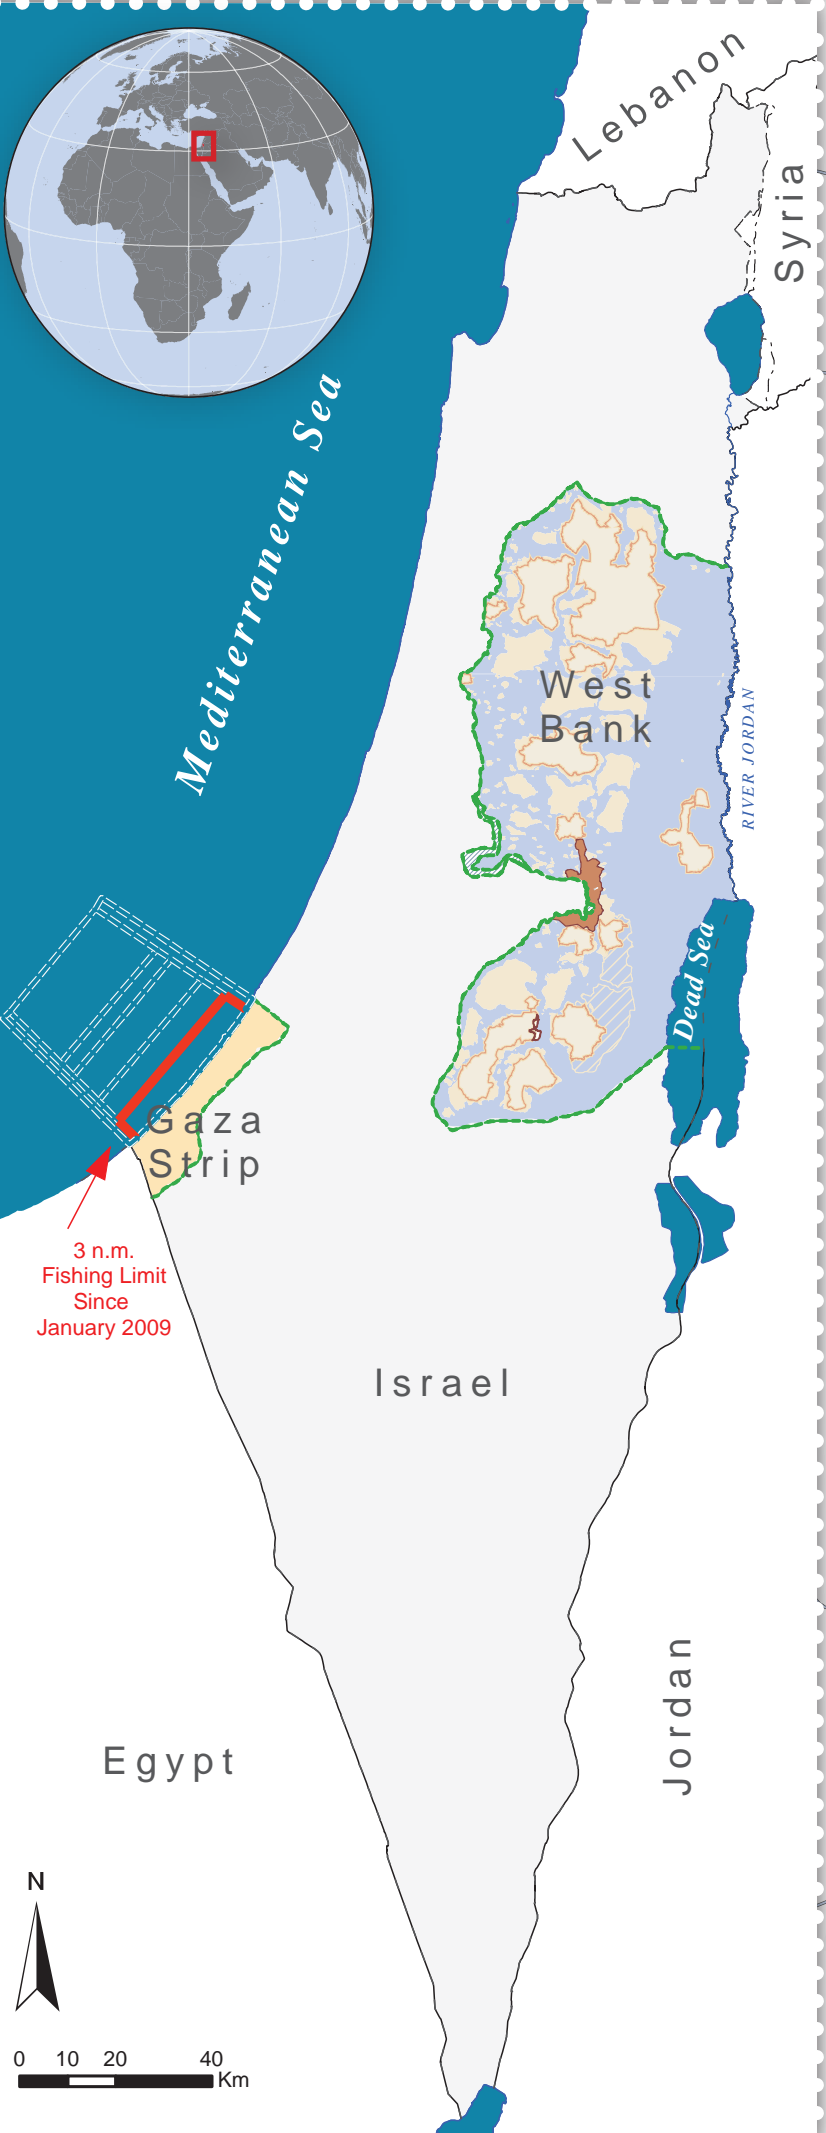 Lebanon
Syria
Mediterranean Sea
West
Bank
RIVER JORDAN
Dead Sea
Gaza
Strip
3 n.m.
Fishing Limit
Since
January 2009
Israel
Jordan
Egypt
N
0 10 20 40
Km